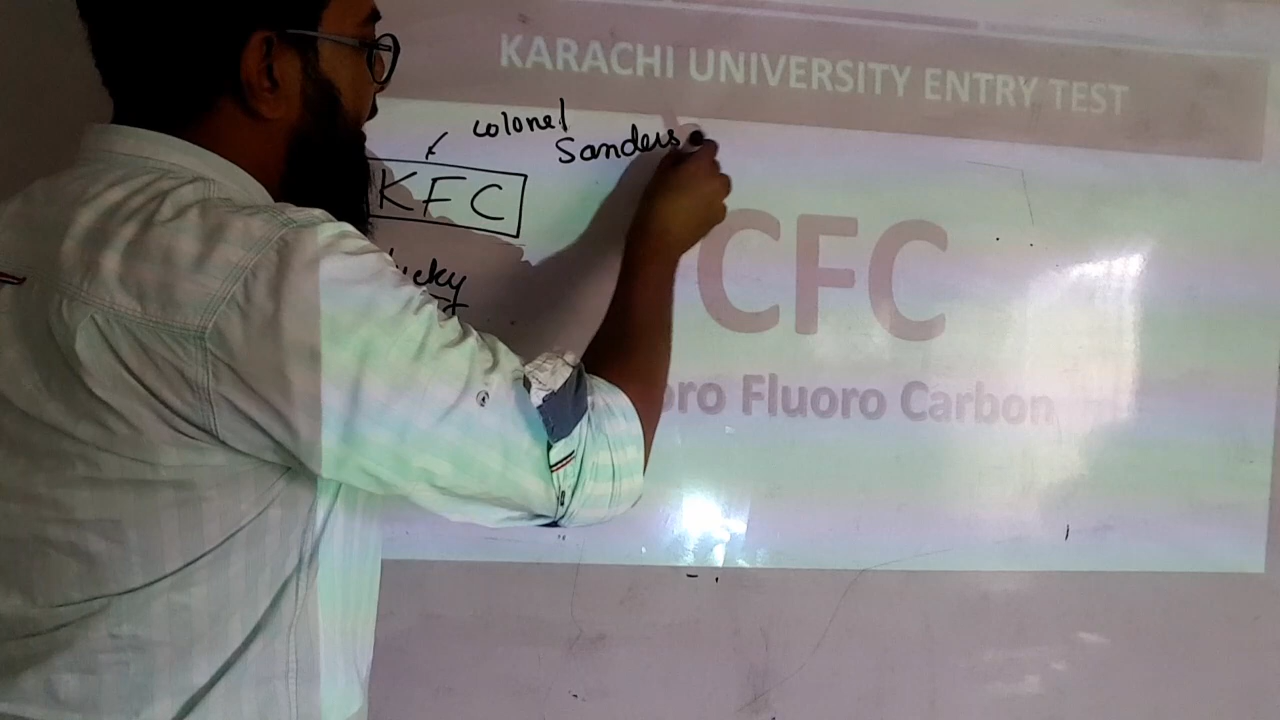 KARACHI UNIVERSITY ENTRY TEST
colonel
Sanders
KFC
CFC
Fluoro Carbon